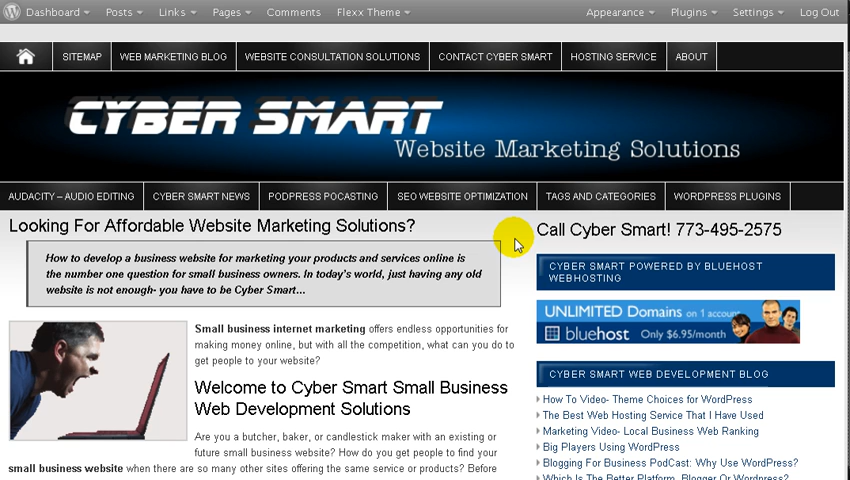 Dashboard Posts Links Pages Comments Flexx Theme Appearance Plugins Settings Log Out
SITEMAP WEB MARKETING BLOG WEBSITE CONSULTATION SOLUTIONS CONTACT CYBER SMART HOSTING SERVICE ABOUT
CYBER SMART
Website Marketing Solutions
AUDACITY – AUDIO EDITING CYBER SMART NEWS PODPRESS POCASTING SEO WEBSITE OPTIMIZATION TAGS AND CATEGORIES WORDPRESS PLUGINS
Looking For Affordable Website Marketing Solutions?
How to develop a business website for marketing your products and services online is
the number one question for small business owners. In today's world, just having any old
website is not enough- you have to be Cyber Smart...
Small business internet marketing offers endless opportunities for
making money online, but with all the competition, what can you do to
get people to your website?
Welcome to Cyber Smart Small Business
Web Development Solutions
Are you a butcher, baker, or candlestick maker with an existing or
future small business website? How do you get people to find your
small business website when there are so many other sites offering the same service or products? Before
Call Cyber Smart! 773-495-2575
CYBER SMART POWERED BY BLUEHOST
WEBHOSTING
UNLIMITED Domains on 1 account
bluehost Only $6.95/month
CYBER SMART WEB DEVELOPMENT BLOG
How To Video- Theme Choices for WordPress
The Best Web Hosting Service That I Have Used
Marketing Video- Local Business Web Ranking
Big Players Using WordPress
Blogging For Business PodCast: Why Use WordPress?
Which Is The Better Platform, Blogger Or Wordpress?